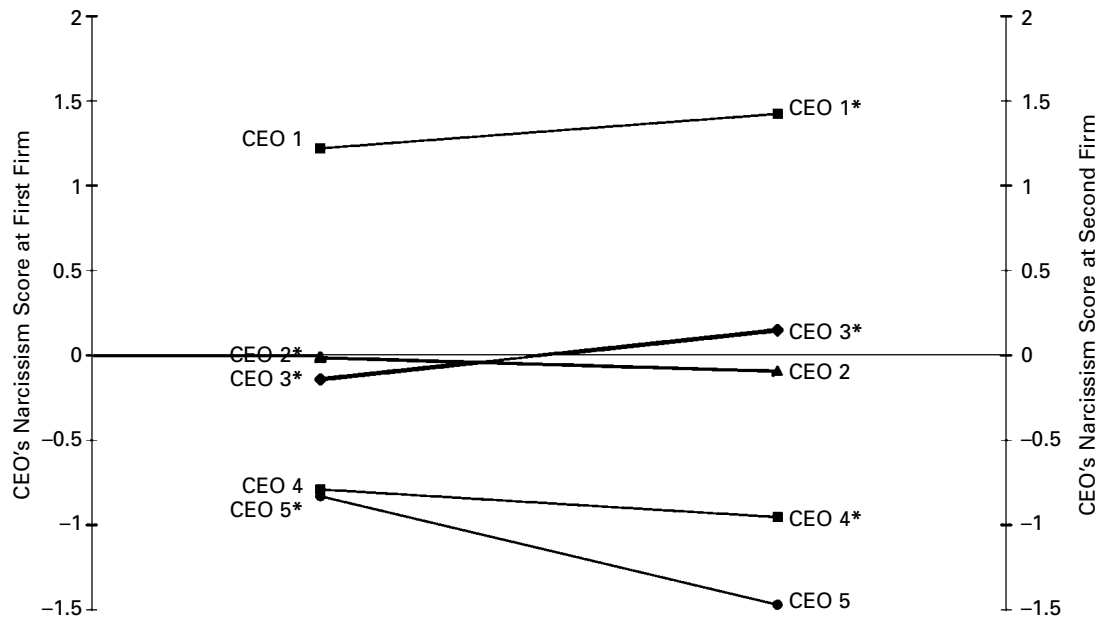 CEO's Narcissism Score at First Firm
2
1.5
1
0.5
0
−0.5
−1
−1.5
CEO 1
CEO 2*
CEO 3*
CEO 4
CEO 5*
CEO 1*
CEO 3*
CEO 2
CEO 4*
CEO 5
2
1.5
1
0.5
0
−0.5
−1
−1.5
CEO's Narcissism Score at Second Firm